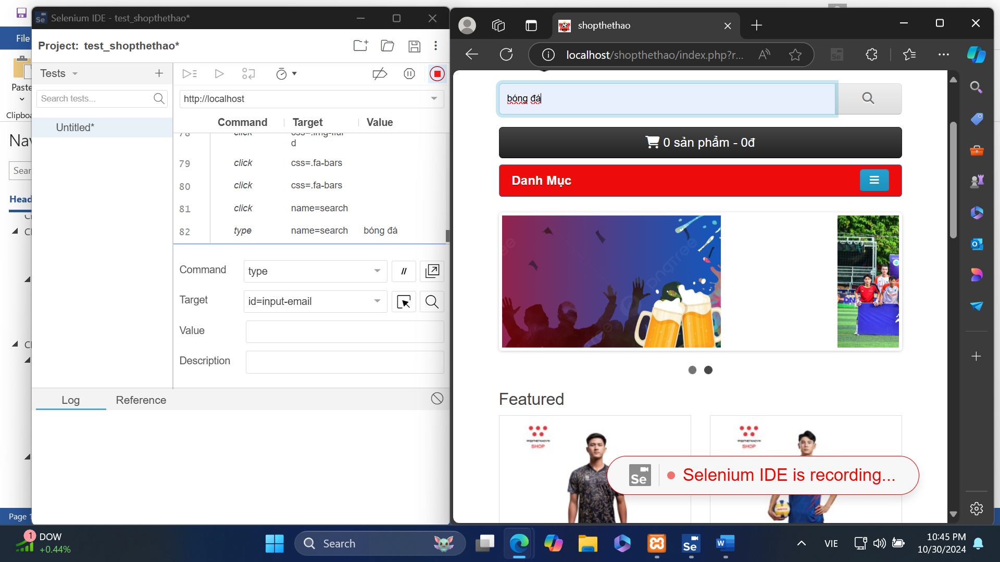 File
Paste
Nav
Page 1
Selenium IDE - test_shopthethao*
Project: test_shopthethao*
Tests
Search tests...
Untitled*
http://localhost
Command Target Value
78 click css=.img-flui
d
79 click css=.fa-bars
80 click css=.fa-bars
81 click name=search
82 type name=search bóng đá
Command type //
Target id=input-email
Value
Description
Log Reference
shopthethao
localhost/shopthethao/index.php?r...
bóng đá
0 sản phẩm - 0đ
Danh Mục
Featured
SHOP
SHOP
Se Selenium IDE is recording...
1 DOW
+0.44%
Search
VIE
10:45 PM
10/30/2024